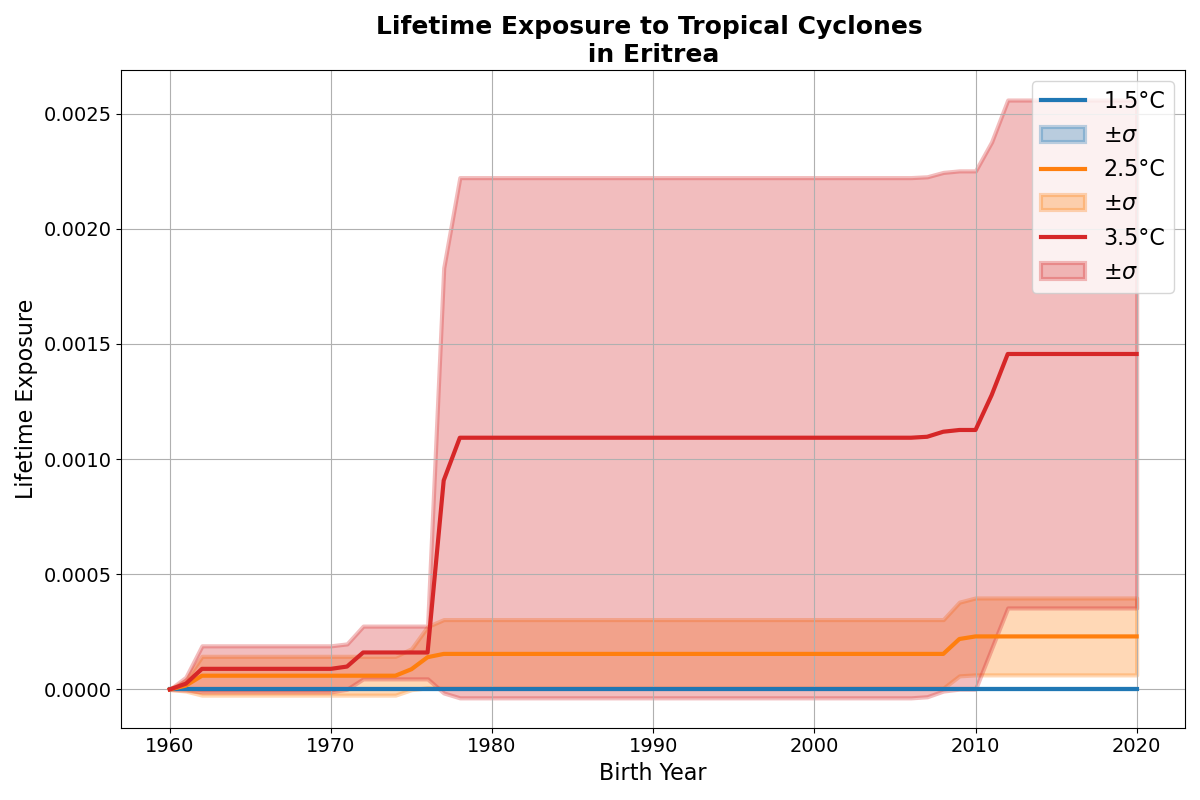 Lifetime Exposure to Tropical Cyclones
in Eritrea
Lifetime Exposure
0.0025
0.0020
0.0015
0.0010
0.0005
0.0000
1.5°C
±σ
2.5°C
±σ
3.5°C
±σ
1960 1970 1980 1990 2000 2010 2020
Birth Year